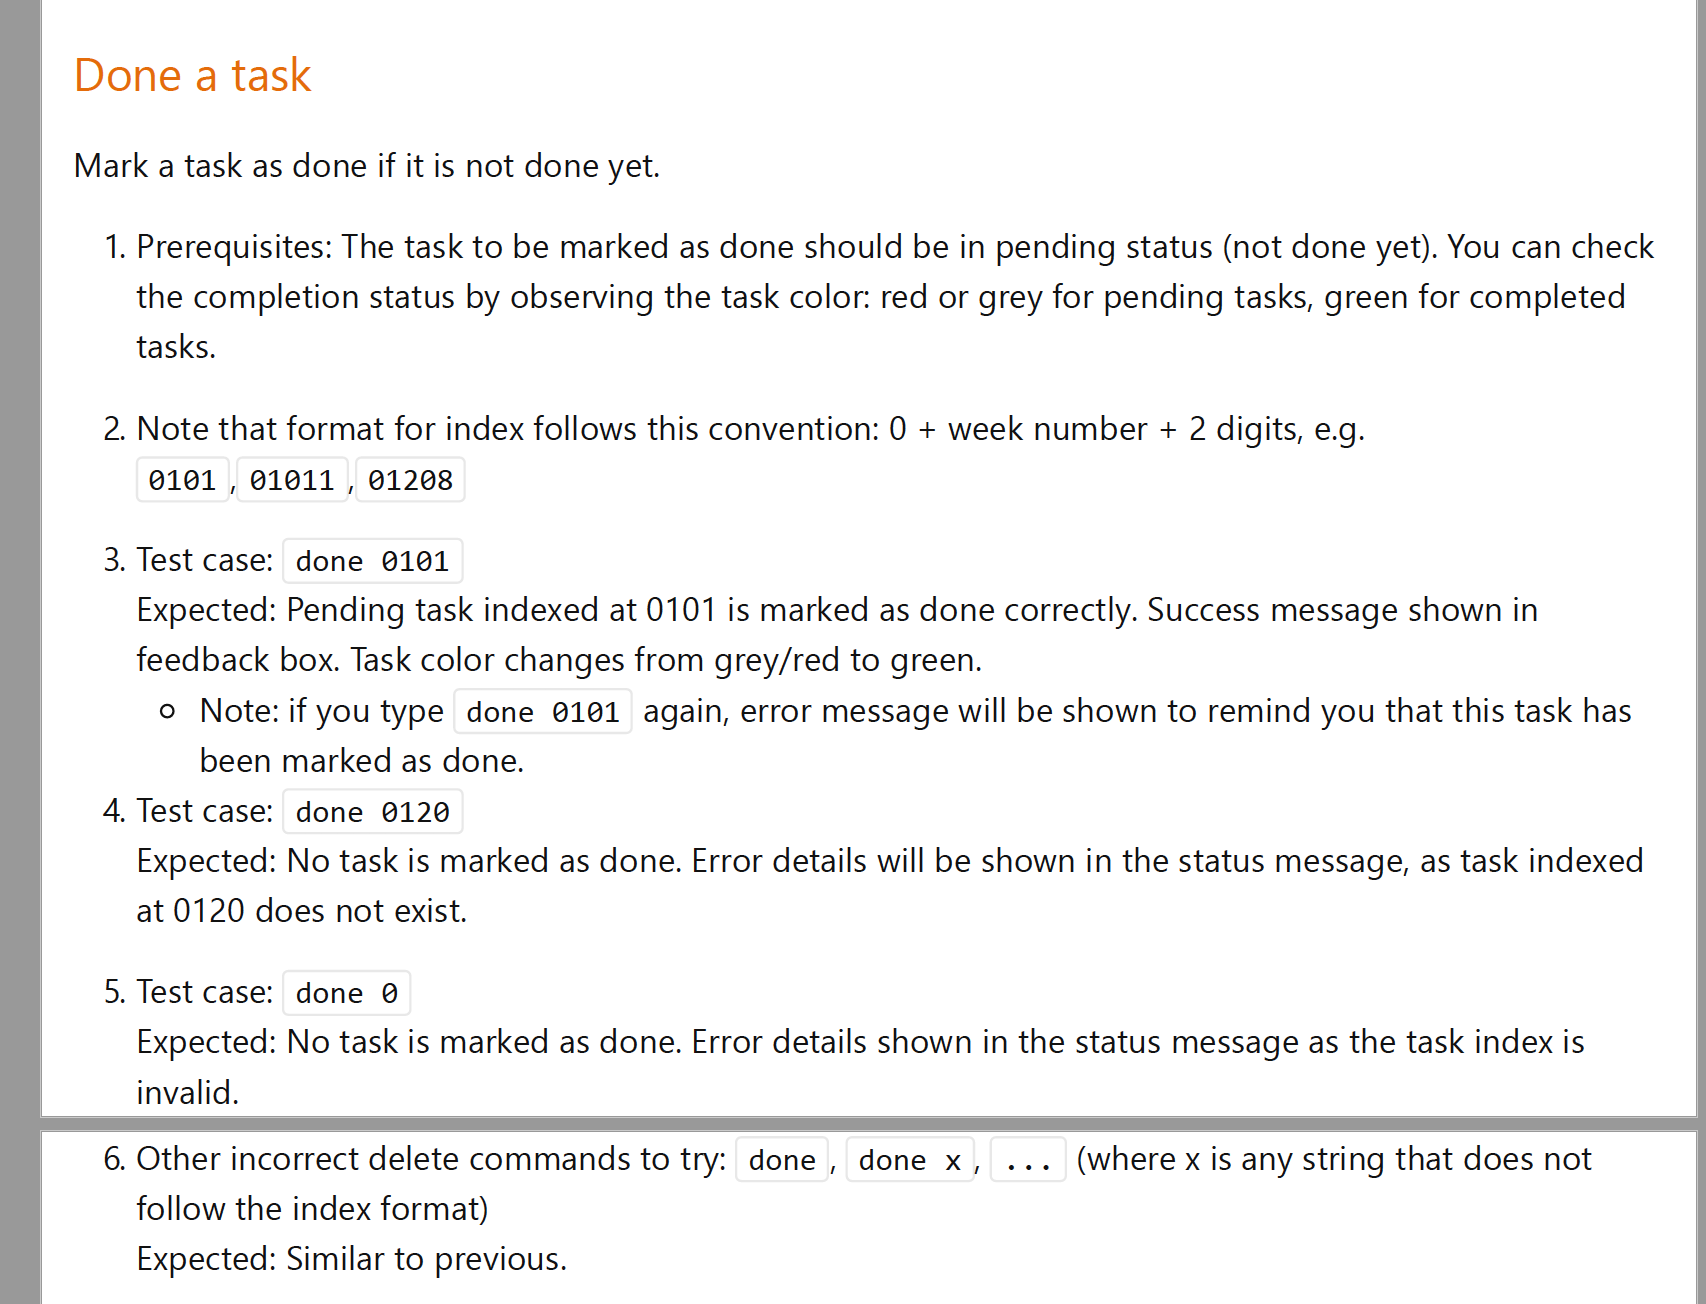 Done a task
Mark a task as done if it is not done yet.
1. Prerequisites: The task to be marked as done should be in pending status (not done yet). You can check
the completion status by observing the task color: red or grey for pending tasks, green for completed
tasks.
2. Note that format for index follows this convention: 0 + week number + 2 digits, e.g.
0101 , 01011 , 01208
3. Test case: done 0101
Expected: Pending task indexed at 0101 is marked as done correctly. Success message shown in
feedback box. Task color changes from grey/red to green.
○ Note: if you type done 0101 again, error message will be shown to remind you that this task has
been marked as done.
4. Test case: done 0120
Expected: No task is marked as done. Error details will be shown in the status message, as task indexed
at 0120 does not exist.
5. Test case: done 0
Expected: No task is marked as done. Error details shown in the status message as the task index is
invalid.
6. Other incorrect delete commands to try: done , done x , ... (where x is any string that does not
follow the index format)
Expected: Similar to previous.